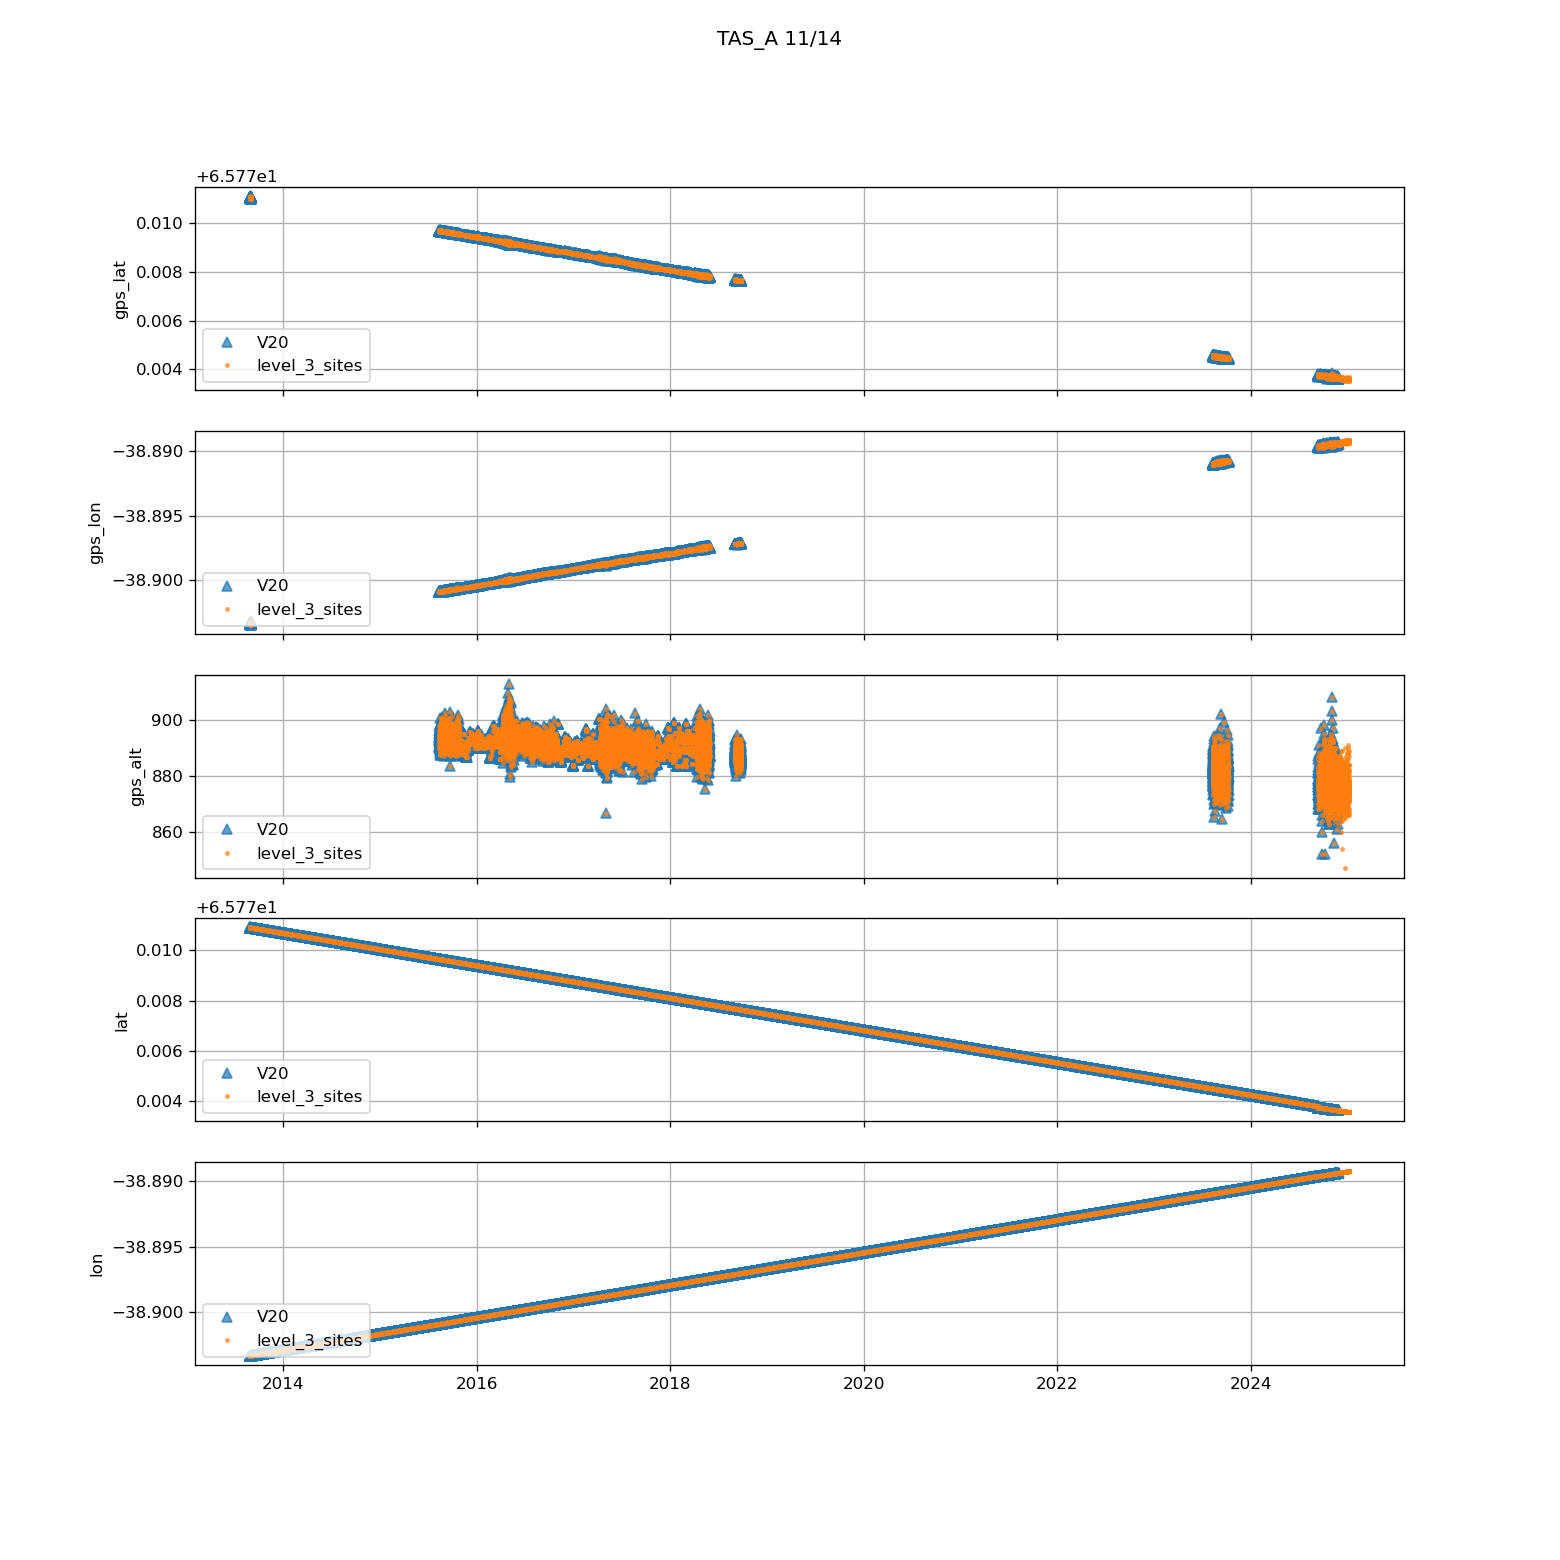 TAS_A 11/14
+6.577e1
0.010
0.008
0.006
0.004
gps_lat
V20
level_3_sites
−38.890
−38.895
−38.900
gps_lon
V20
level_3_sites
900
880
860
gps_alt
V20
level_3_sites
+6.577e1
0.010
0.008
0.006
0.004
lat
V20
level_3_sites
−38.890
−38.895
−38.900
lon
V20
level_3_sites
2014 2016 2018 2020 2022 2024